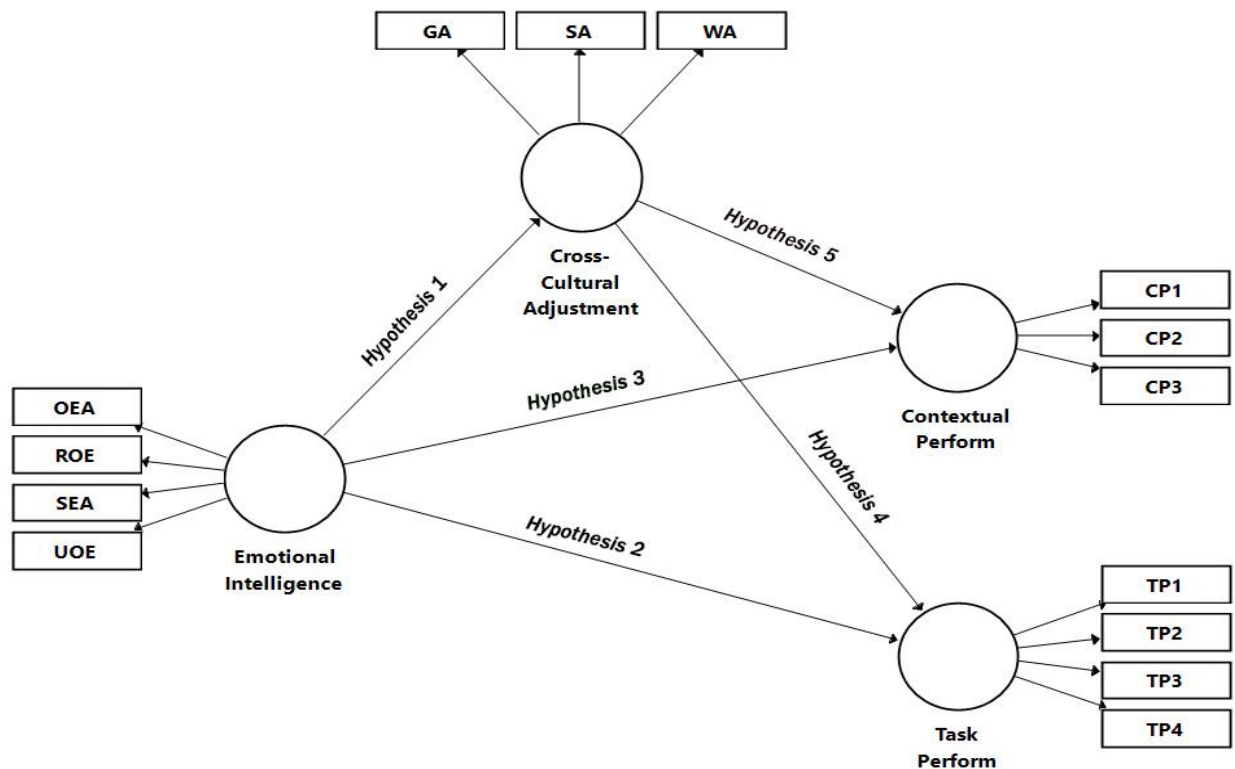 GA
SA
WA
Hypothesis 5
Cross-
Cultural
Adjustment
Hypothesis 1
CP1
CP2
CP3
Hypothesis 3
Contextual
Perform
OEA
ROE
SEA
UOE
Hypothesis 4
Hypothesis 2
Emotional
Intelligence
TP1
TP2
TP3
TP4
Task
Perform